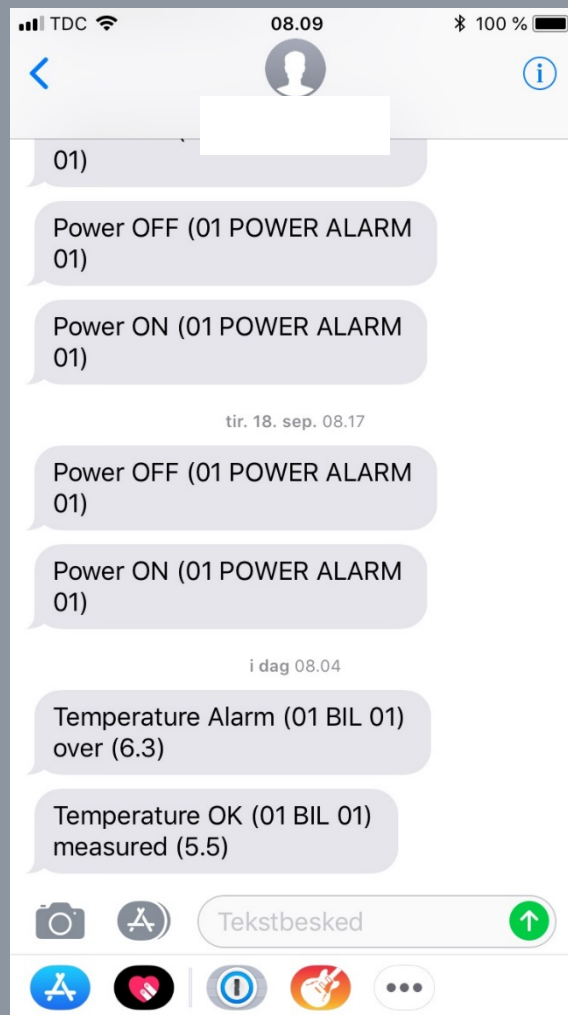 TDC 08.09 100 %
01)
Power OFF (01 POWER ALARM
01)
Power ON (01 POWER ALARM
01)
tir. 18. sep. 08.17
Power OFF (01 POWER ALARM
01)
Power ON (01 POWER ALARM
01)
i dag 08.04
Temperature Alarm (01 BIL 01)
over (6.3)
Temperature OK (01 BIL 01)
measured (5.5)
Tekstbesked